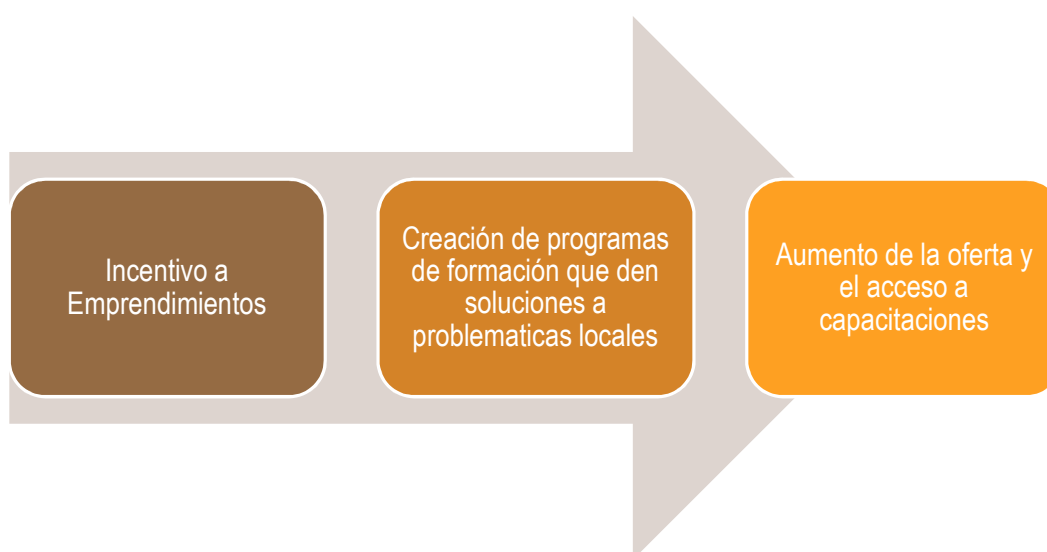 Incentivo a
Emprendimientos
Creación de programas
de formación que den
soluciones a
problematicas locales
Aumento de la oferta y
el acceso a
capacitaciones